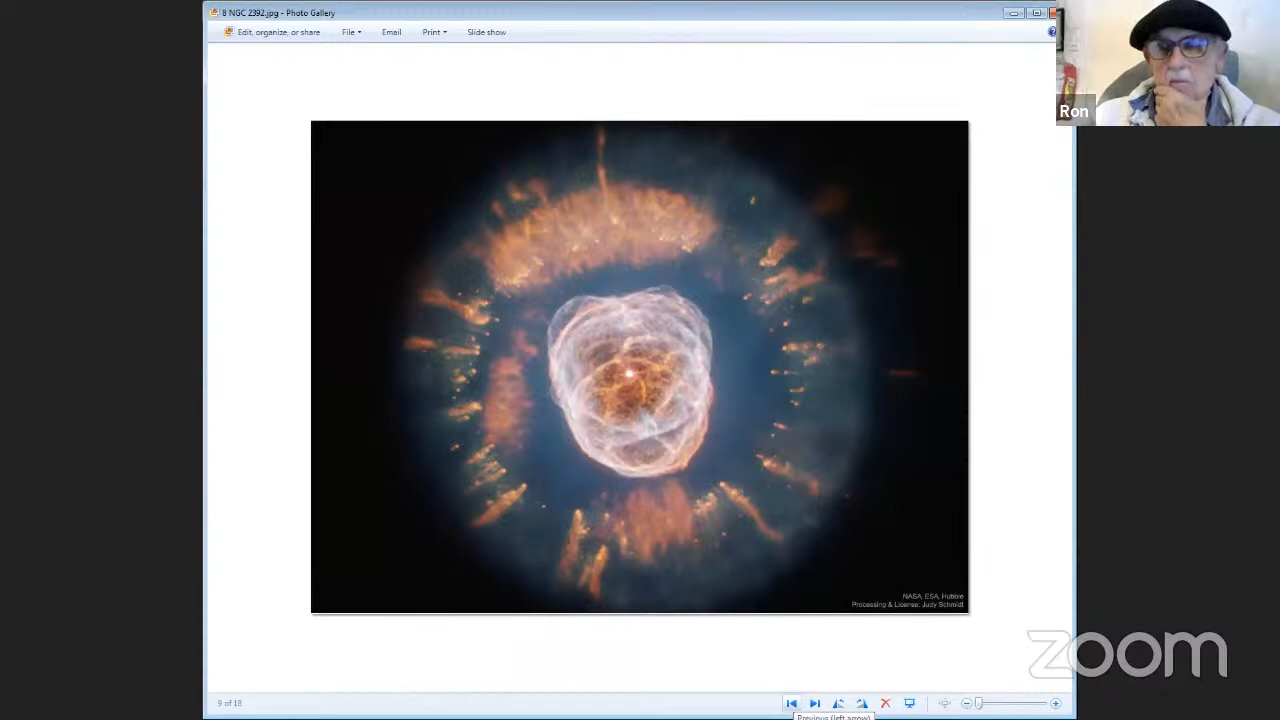 8 NGC 2392.jpg - Photo Gallery
Edit, organize, or share File Email Print Slide show
Ron
NASA, ESA, Hubble
Processing & License: Judy Schmidt
zoom
9 of 18
Previous (left arrow)